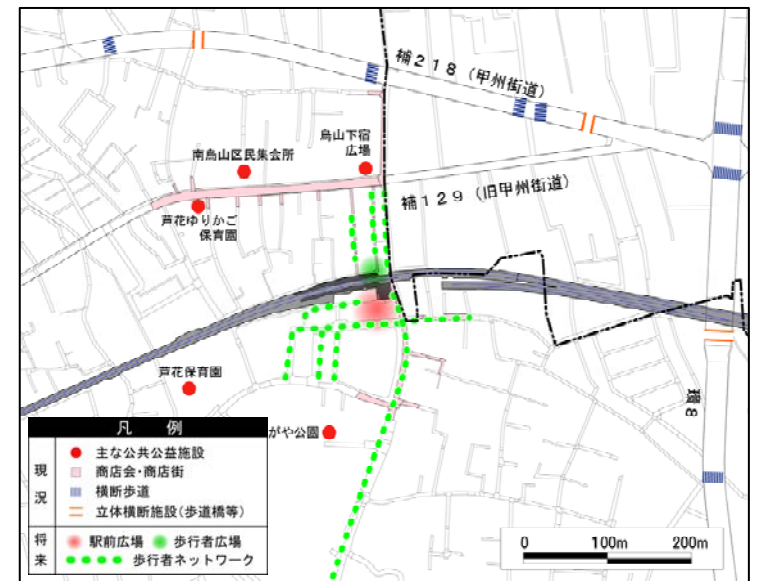 補218（甲州街道）
烏山下宿
広場
南烏山区民集会所
補129（旧甲州街道）
芦花ゆりかご
保育園
芦花保育園
環8
がや公園
凡 例
現況
主な公共公益施設
商店会・商店街
横断歩道
立体横断施設（歩道橋等）
将来
駅前広場 歩行者広場
歩行者ネットワーク
0 100m 200m